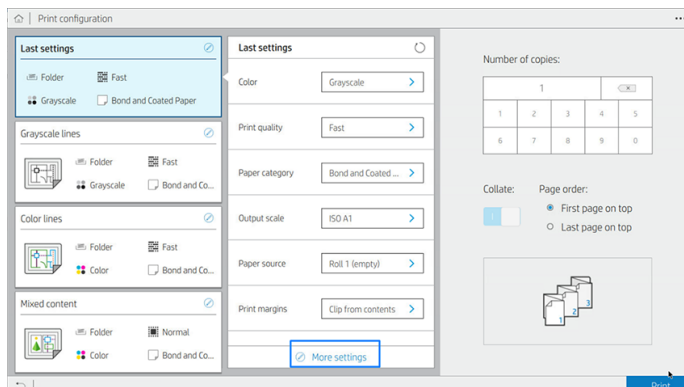 Print configuration
Last settings
Folder
Fast
Grayscale
Bond and Coated Paper
Grayscale lines
Folder
Fast
Grayscale
Bond and Co...
Color lines
Folder
Fast
Color
Bond and Co...
Mixed content
Folder
Normal
Color
Bond and Co...
Last settings
Color
Grayscale
Print quality
Fast
Paper category
Bond and Coated ...
Output scale
ISO A1
Paper source
Roll 1 (empty)
Print margins
Clip from contents
More settings
Number of copies:
1
1 2 3 4 5
6 7 8 9 0
Collate:
Page order:
First page on top
Last page on top
1 2 3
Print